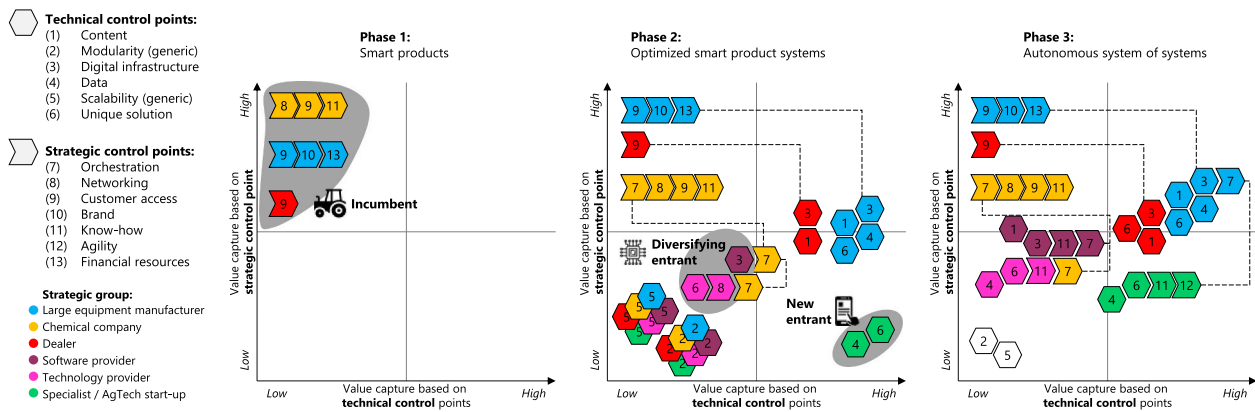 Technical control points:
(1) Content
(2) Modularity (generic)
(3) Digital infrastructure
(4) Data
(5) Scalability (generic)
(6) Unique solution
Strategic control points:
(7) Orchestration
(8) Networking
(9) Customer access
(10) Brand
(11) Know-how
(12) Agility
(13) Financial resources
Strategic group:
Large equipment manufacturer
Chemical company
Dealer
Software provider
Technology provider
Specialist / AgTech start-up
Phase 1:
Smart products
High
Value capture based on
strategic control point
Low
8 9 11
9 10 13
9
Incumbent
Low Value capture based on High
technical control points
Phase 2:
Optimized smart product systems
High
Value capture based on
strategic control point
Low
9 10 13
9
7 8 9 11
3
1
3
1
4
6
Diversifying
entrant
3 7
6 8 7
5
5
5
5
5
5
2
2
2
2
2
2
New
entrant
6
4
Low Value capture based on High
technical control points
Phase 3:
Autonomous system of systems
High
Value capture based on
strategic control point
Low
9 10 13
9
7 8 9 11
3 7
1
4
6
3
6
1
1
3 11 7
6 11 7
4
6 11 12
4
2
5
Low Value capture based on High
technical control points